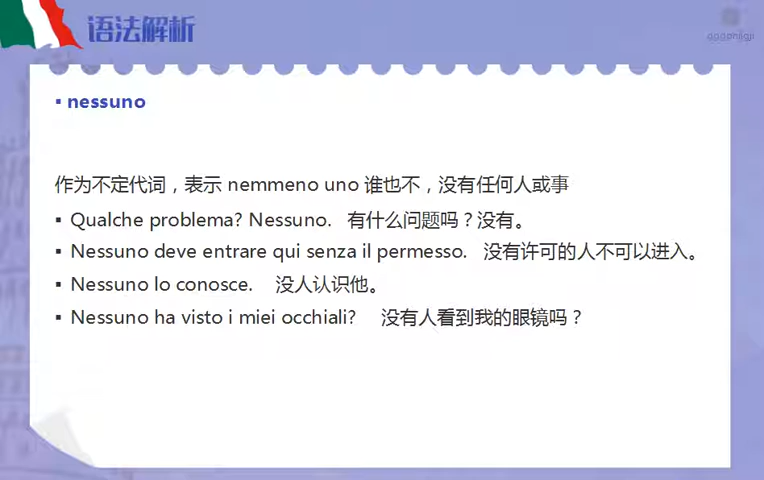 语法解析
▪ nessuno
作为不定代词，表示 nemmeno uno 谁也不，没有任何人或事
▪ Qualche problema? Nessuno. 有什么问题吗？没有。
▪ Nessuno deve entrare qui senza il permesso. 没有许可的人不可以进入。
▪ Nessuno lo conosce. 没人认识他。
▪ Nessuno ha visto i miei occhiali? 没有人看到我的眼镜吗？